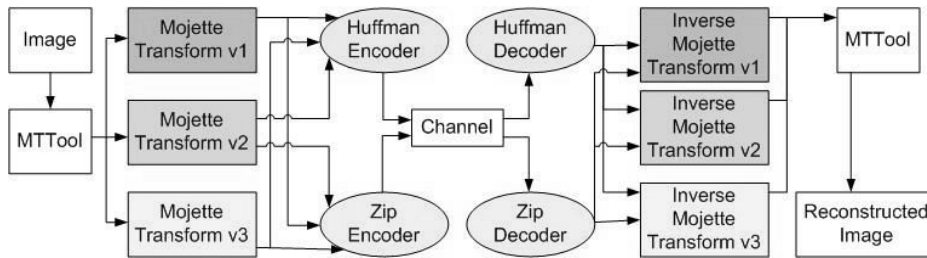 Image
MTTool
Mojette
Transform v1
Mojette
Transform v2
Mojette
Transform v3
Huffman
Encoder
Zip
Encoder
Channel
Huffman
Decoder
Zip
Decoder
Inverse
Mojette
Transform v1
Inverse
Mojette
Transform v2
Inverse
Mojette
Transform v3
MTTool
Reconstructed
Image